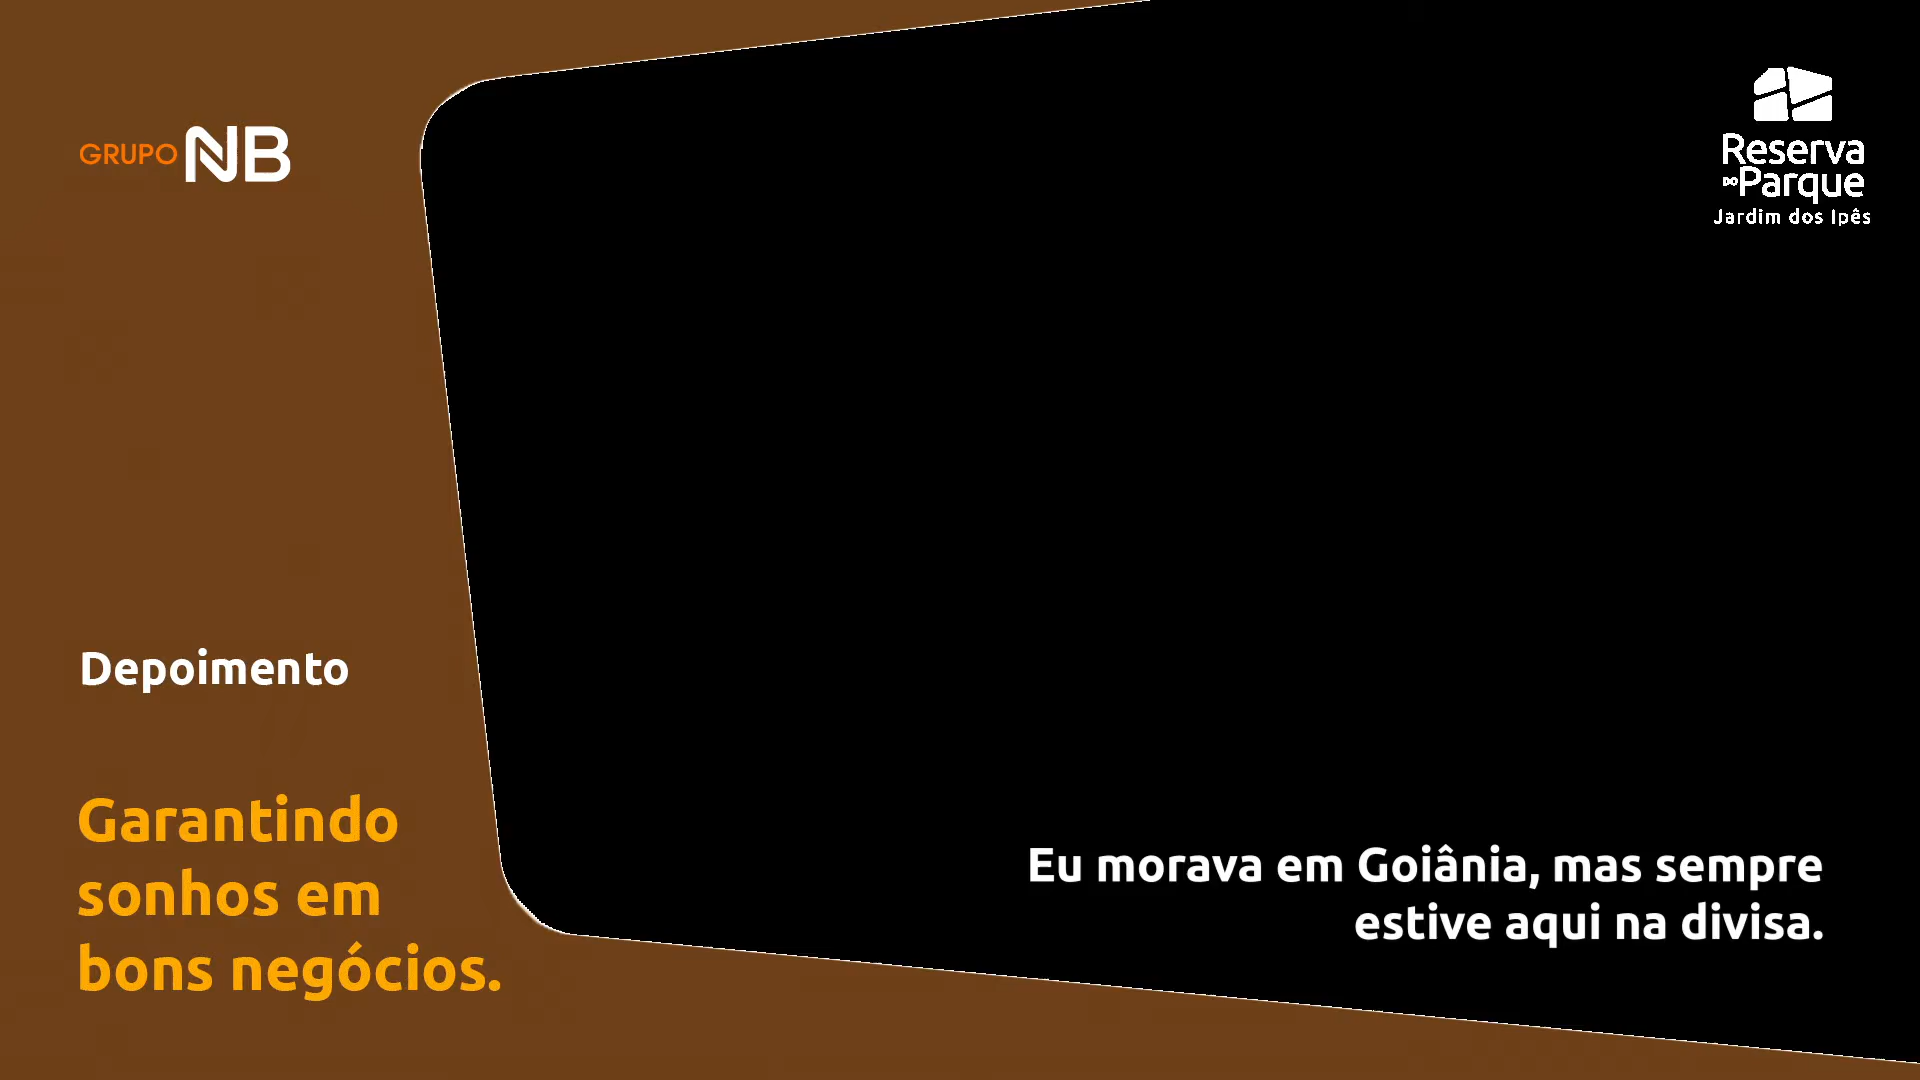 GRUPO NB
Reserva
DO Parque
Jardim dos Ipês
Depoimento
Garantindo
sonhos em
bons negócios.
Eu morava em Goiânia, mas sempre
estive aqui na divisa.